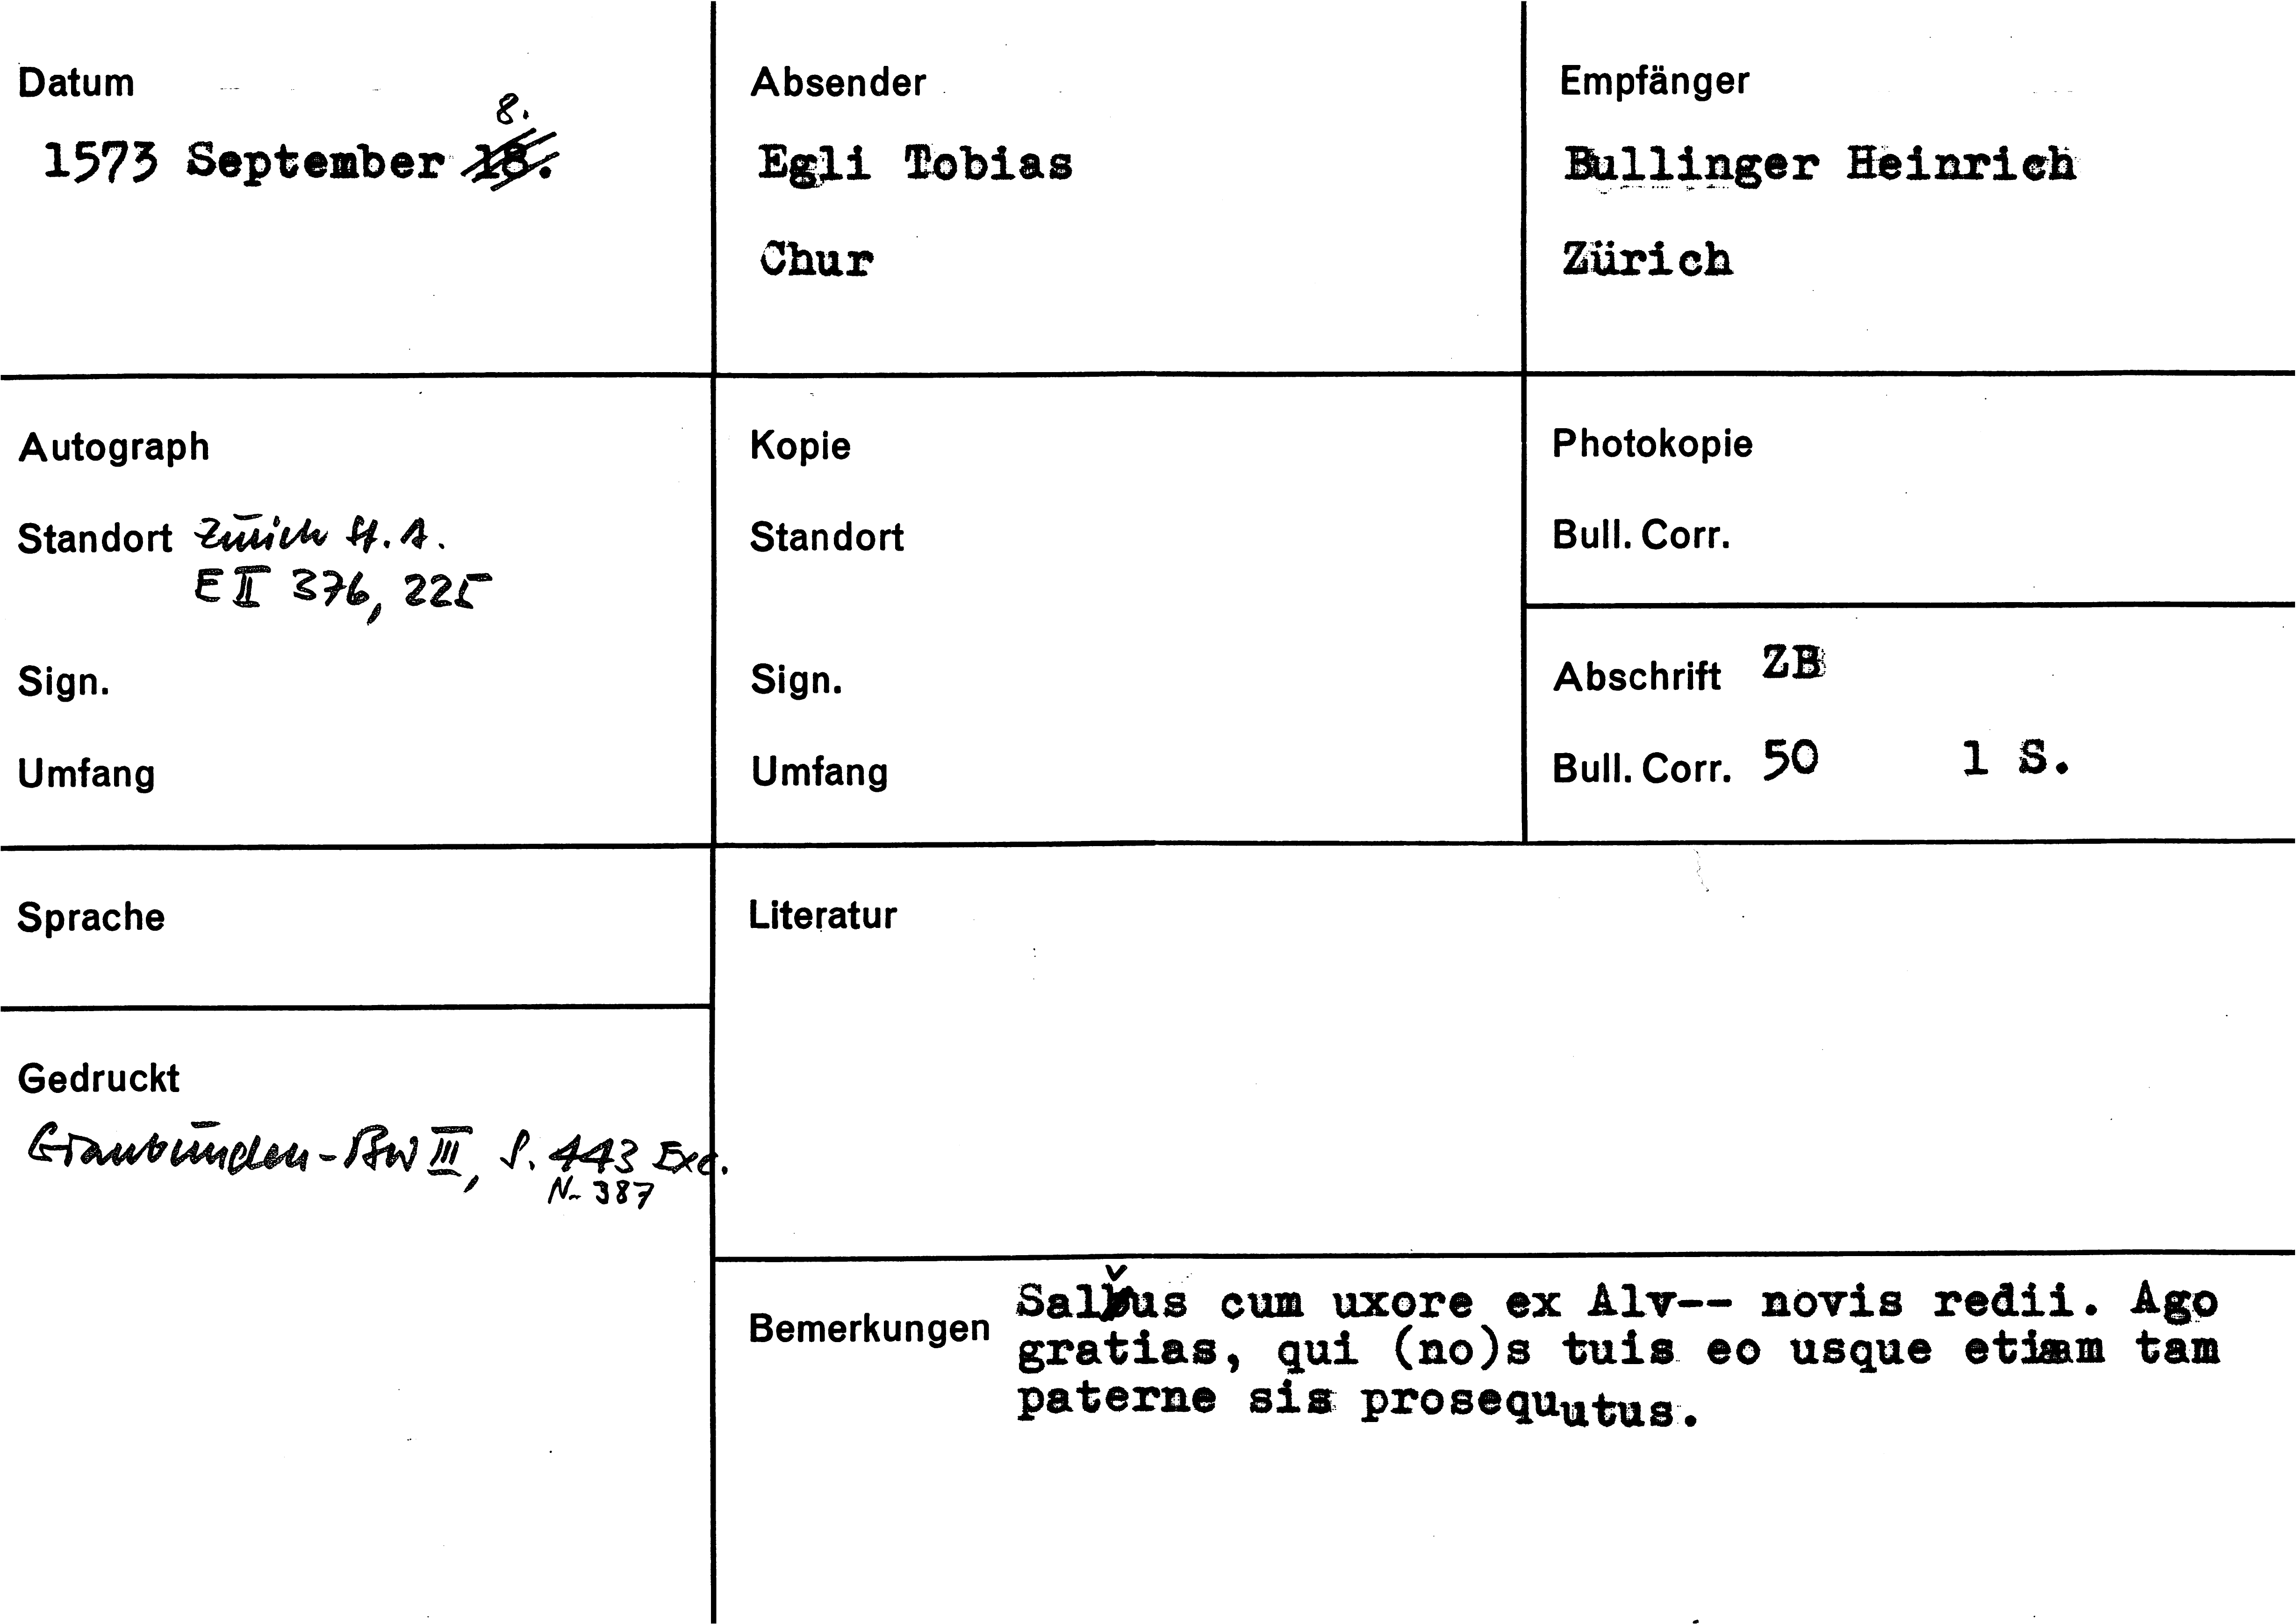 Datum
1573 September 18. 8.
Absender
Egli Tobias
Chur
Empfänger
Bullinger Heinrich
Zürich
Autograph
Standort Zürich St. A.
E II 376, 225
Sign.
Umfang
Kopie
Standort
Sign.
Umfang
Photokopie
Bull. Corr.
Abschrift ZB
Bull. Corr. 50 1 S.
Sprache
Literatur
Gedruckt
Graubünden-BW III, S. 443 Exc.
N. 387
Bemerkungen
Salvus cum uxore ex Alv-- novis redii. Ago
gratias, qui (no)s tuis eo usque etiam tam
paterne sis prosequutus.